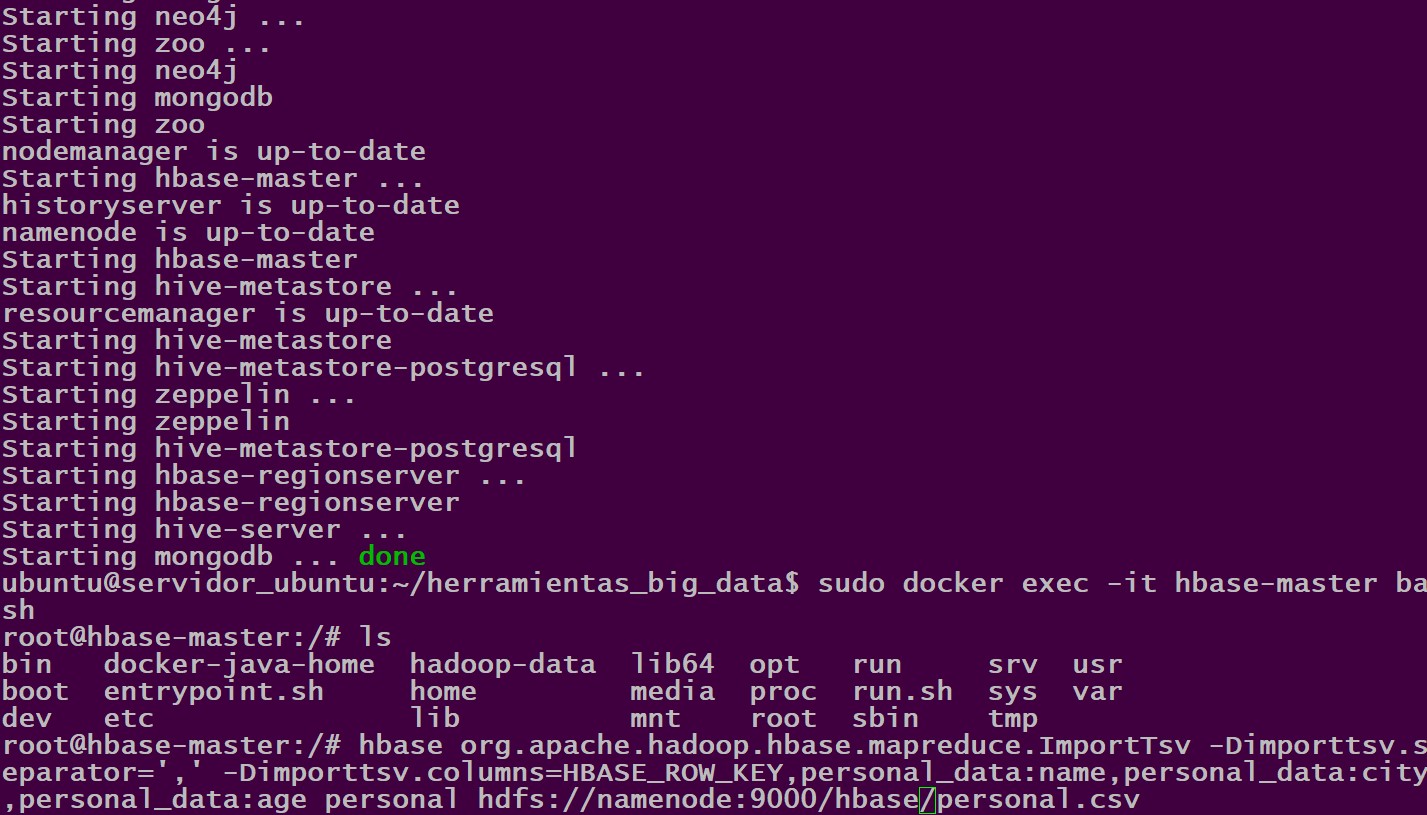 Starting neo4j ...
Starting zoo ...
Starting neo4j
Starting mongodb
Starting zoo
nodemanager is up-to-date
Starting hbase-master ...
historyserver is up-to-date
namenode is up-to-date
Starting hbase-master
Starting hive-metastore ...
resourcemanager is up-to-date
Starting hive-metastore
Starting hive-metastore-postgresql ...
Starting zeppelin ...
Starting zeppelin
Starting hive-metastore-postgresql
Starting hbase-regionserver ...
Starting hbase-regionserver
Starting hive-server ...
Starting mongodb ... done
ubuntu@servidor_ubuntu:~/herramientas_big_data$ sudo docker exec -it hbase-master ba
sh
root@hbase-master:/# ls
bin   docker-java-home  hadoop-data  lib64  opt   run     srv  usr
boot  entrypoint.sh     home         media  proc  run.sh  sys  var
dev   etc               lib          mnt    root  sbin    tmp
root@hbase-master:/# hbase org.apache.hadoop.hbase.mapreduce.ImportTsv -Dimporttsv.s
eparator=',' -Dimporttsv.columns=HBASE_ROW_KEY,personal_data:name,personal_data:city
,personal_data:age personal hdfs://namenode:9000/hbase/personal.csv